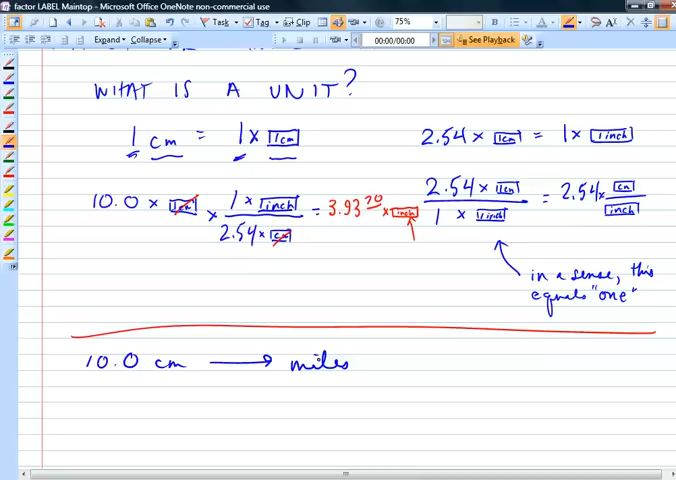 factor LABEL Maintop - Microsoft Office OneNote non-commercial use
75% Task Tag
Expand Collapse 00:00/00:00 See Playback
WHAT IS A UNIT?
1 cm = 1 x 1cm
2.54 x 1cm = 1 x 1inch
10.0 x 1cm x 1 x inch / 2.54 x cm = 3.9370 x inch
2.54 x 1cm / 1 x 1inch = 2.54 x cm / inch
in a sense, this
equals "one"
10.0 cm → miles